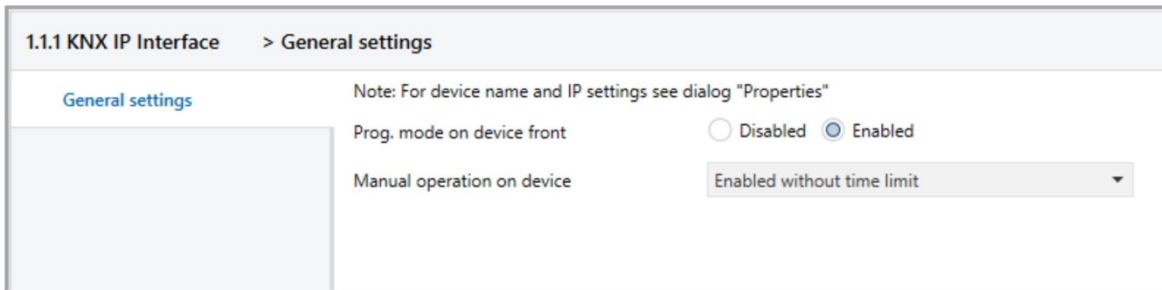 1.1.1 KNX IP Interface > General settings
General settings
Note: For device name and IP settings see dialog "Properties"
Prog. mode on device front Disabled Enabled
Manual operation on device Enabled without time limit